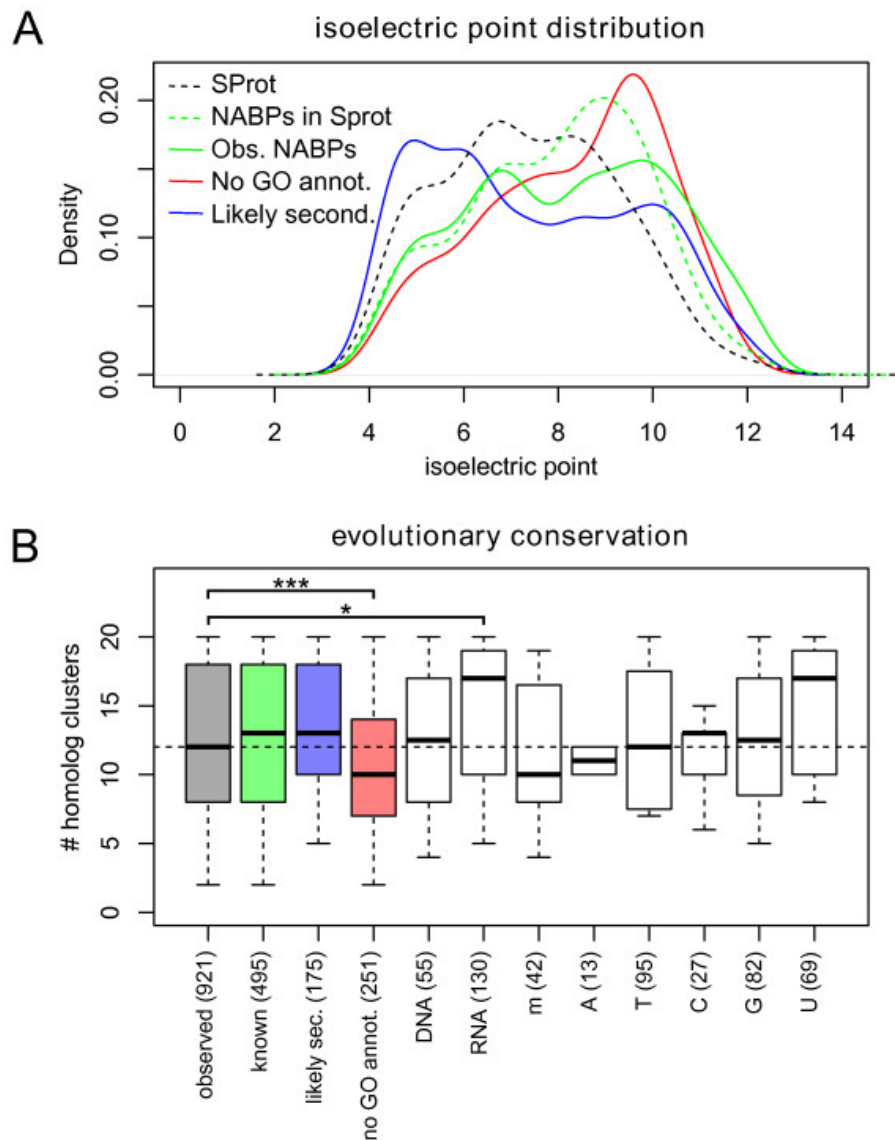 A
isoelectric point distribution
SProt
NABPs in Sprot
Obs. NABPs
No GO annot.
Likely second.
Density
0.20
0.10
0.00
0 2 4 6 8 10 12 14
isoelectric point
B
evolutionary conservation
***
*
# homolog clusters
20
15
10
5
0
observed (921)
known (495)
likely sec. (175)
no GO annot. (251)
DNA (55)
RNA (130)
m (42)
A (13)
T (95)
C (27)
G (82)
U (69)